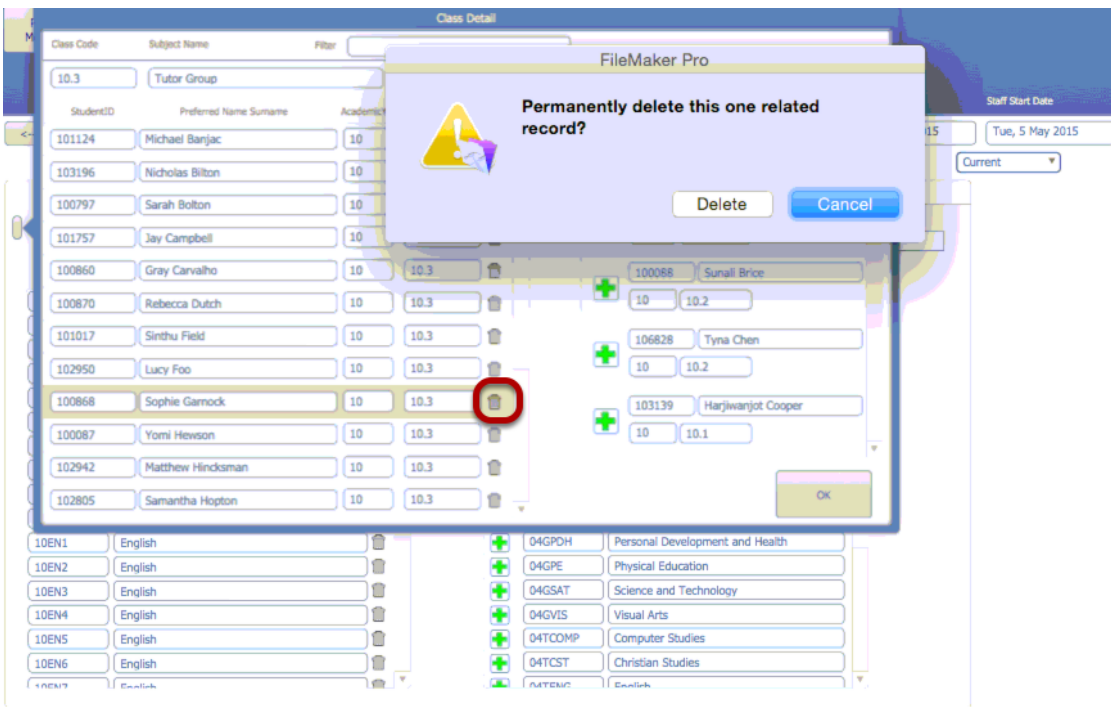 Class Detail
Class Code Subject Name Filter
10.3 Tutor Group
StudentID Preferred Name Surname
101124 Michael Banjac 10
103196 Nicholas Bilton 10
100797 Sarah Bolton 10
101757 Jay Campbell 10
100860 Gray Carvalho 10 10.3
100870 Rebecca Dutch 10 10.3
101017 Sinthu Field 10 10.3
102950 Lucy Foo 10 10.3
100868 Sophie Garnock 10 10.3
100087 Yomi Hewson 10 10.3
102942 Matthew Hincksman 10 10.3
102805 Samantha Hopton 10 10.3
FileMaker Pro
Permanently delete this one related
record?
Delete Cancel
Staff Start Date
15 Tue, 5 May 2015
Current
100088 Sunali Brice
10 10.2
106828 Tyna Chen
10 10.2
103139 Harjiwanjot Cooper
10 10.1
OK
10EN1 English
10EN2 English
10EN3 English
10EN4 English
10EN5 English
10EN6 English
10EN7 English
04GPDH Personal Development and Health
04GPE Physical Education
04GSAT Science and Technology
04GVIS Visual Arts
04TCOMP Computer Studies
04TCST Christian Studies
04TENG English